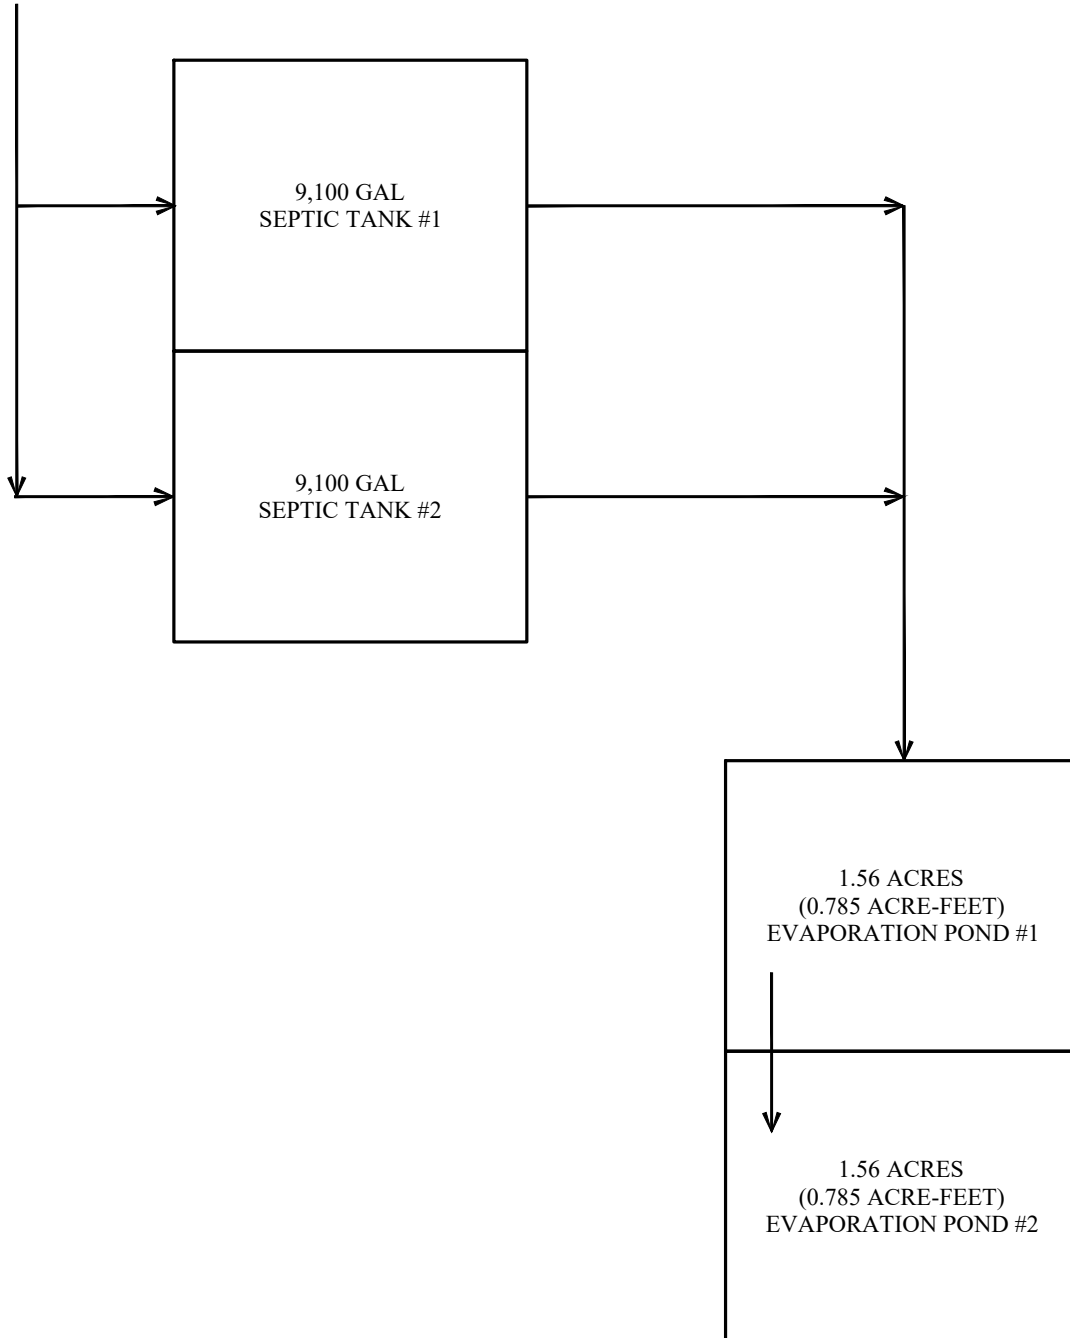 9,100 GAL
SEPTIC TANK #1
9,100 GAL
SEPTIC TANK #2
1.56 ACRES
(0.785 ACRE-FEET)
EVAPORATION POND #1
1.56 ACRES
(0.785 ACRE-FEET)
EVAPORATION POND #2